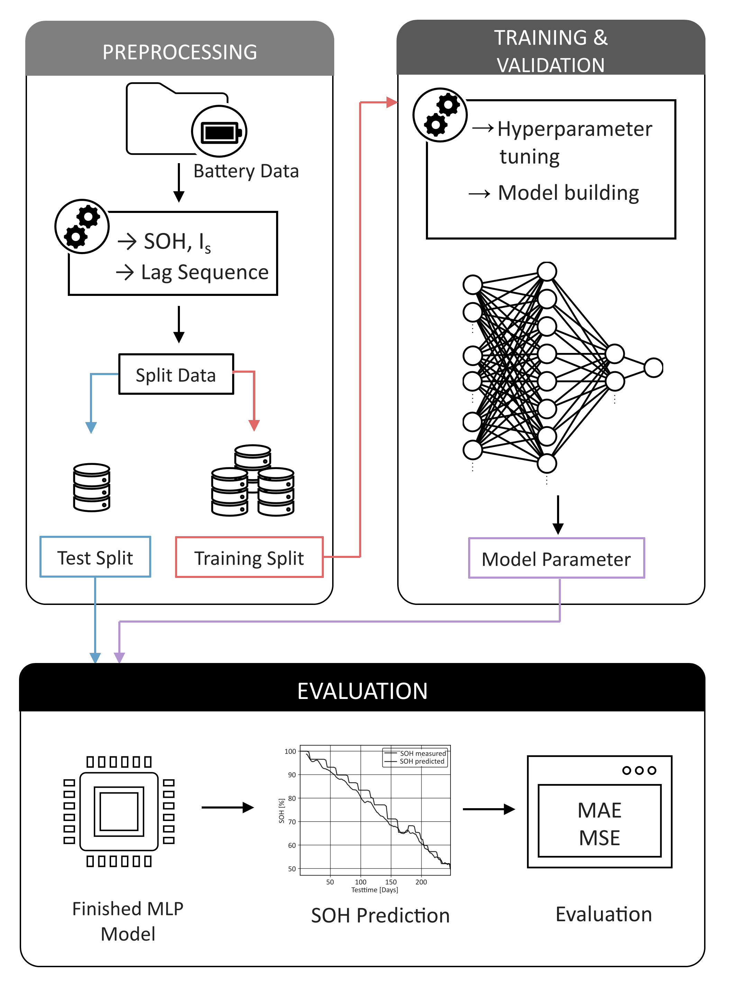 PREPROCESSING
Battery Data
→ SOH, Is
→ Lag Sequence
Split Data
Test Split
Training Split
TRAINING &
VALIDATION
→ Hyperparameter
tuning
→ Model building
Model Parameter
EVALUATION
Finished MLP
Model
100
90
80
70
60
50
SOH [%]
SOH measured
SOH predicted
50
100
150
200
Testtime [Days]
SOH Prediction
MAE
MSE
Evaluation